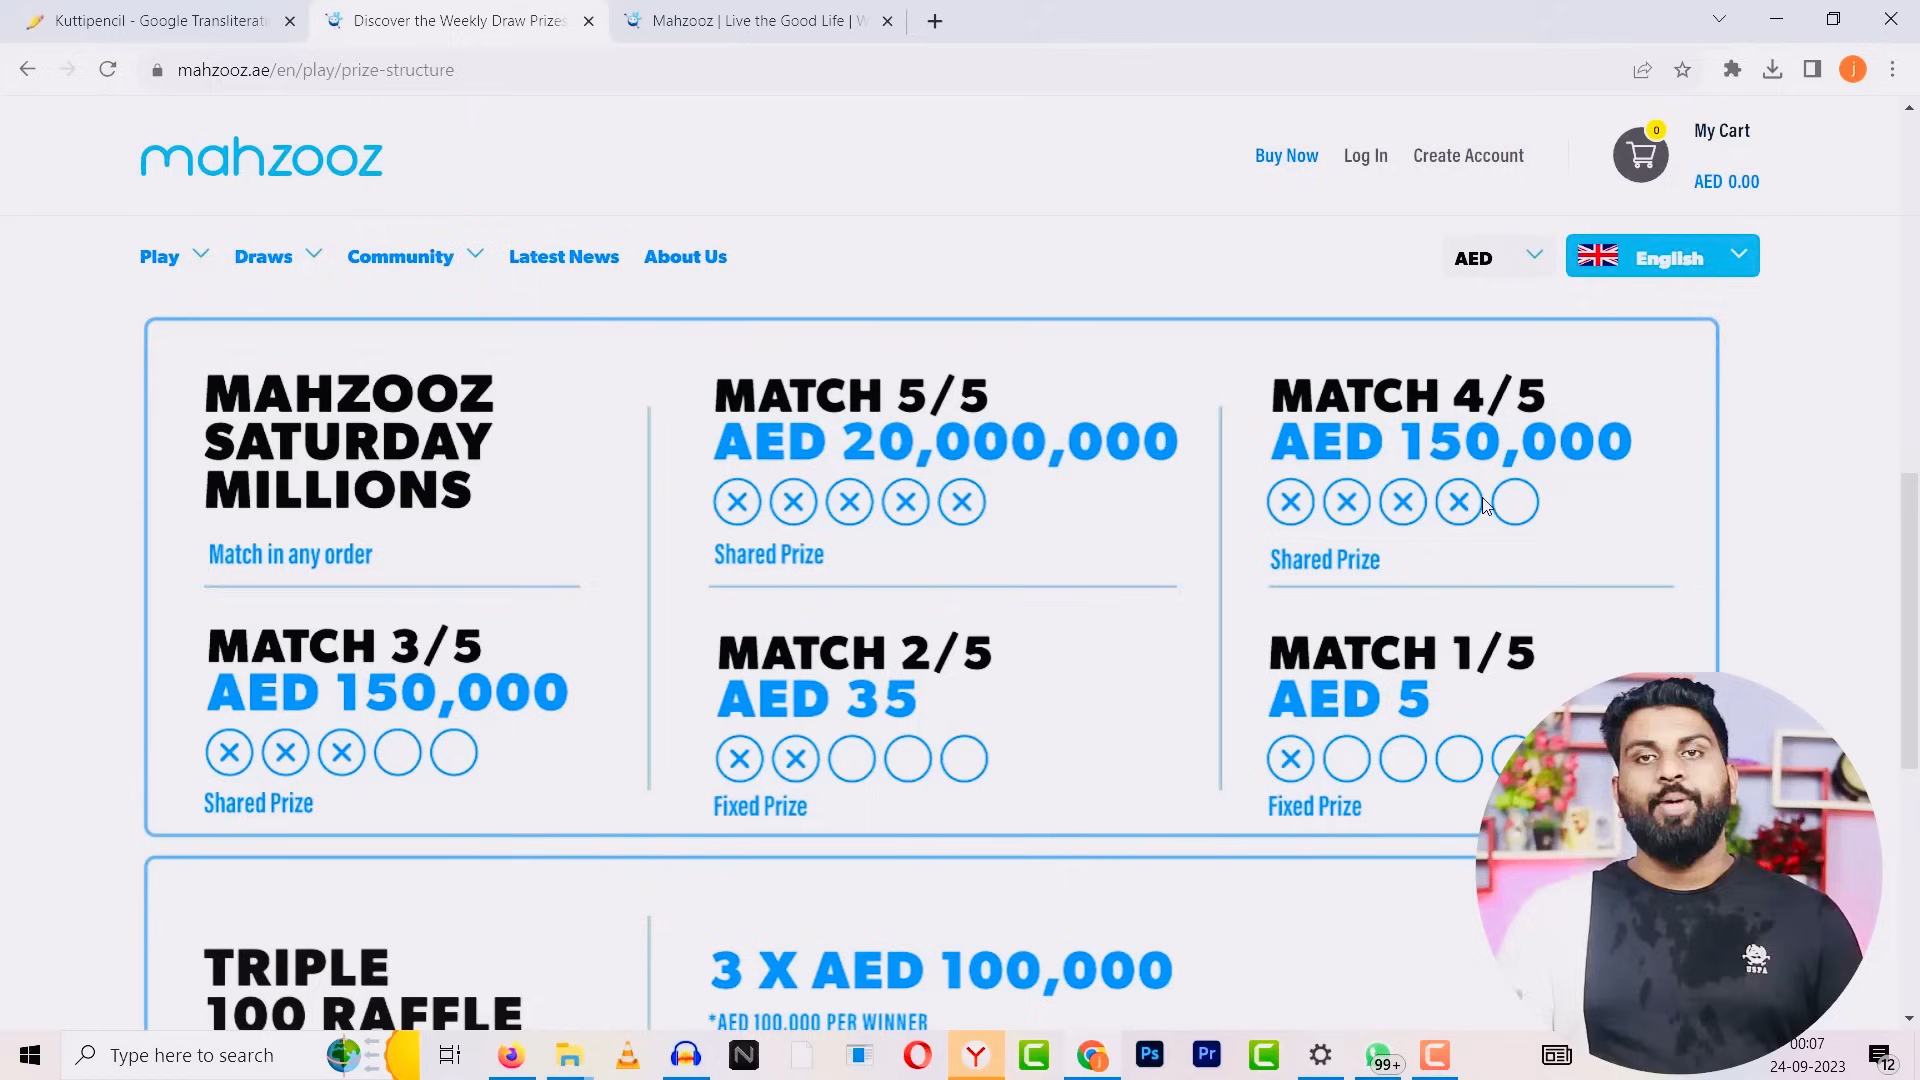 Kuttipencil - Google Transliterati
Discover the Weekly Draw Prizes
Mahzooz | Live the Good Life | W
mahzooz.ae/en/play/prize-structure
j
mahzooz
Buy Now
Log In
Create Account
0
My Cart
AED 0.00
Play
Draws
Community
Latest News
About Us
AED
English
MAHZOOZ
SATURDAY
MILLIONS
Match in any order
MATCH 5/5
AED 20,000,000
Shared Prize
MATCH 4/5
AED 150,000
Shared Prize
MATCH 3/5
AED 150,000
Shared Prize
MATCH 2/5
AED 35
Fixed Prize
MATCH 1/5
AED 5
Fixed Prize
TRIPLE
100 RAFFLE
3 X AED 100,000
*AED 100,000 PER WINNER
USPA
Type here to search
N
Y
C
j
Ps
Pr
C
99+
C
00:07
24-09-2023
12